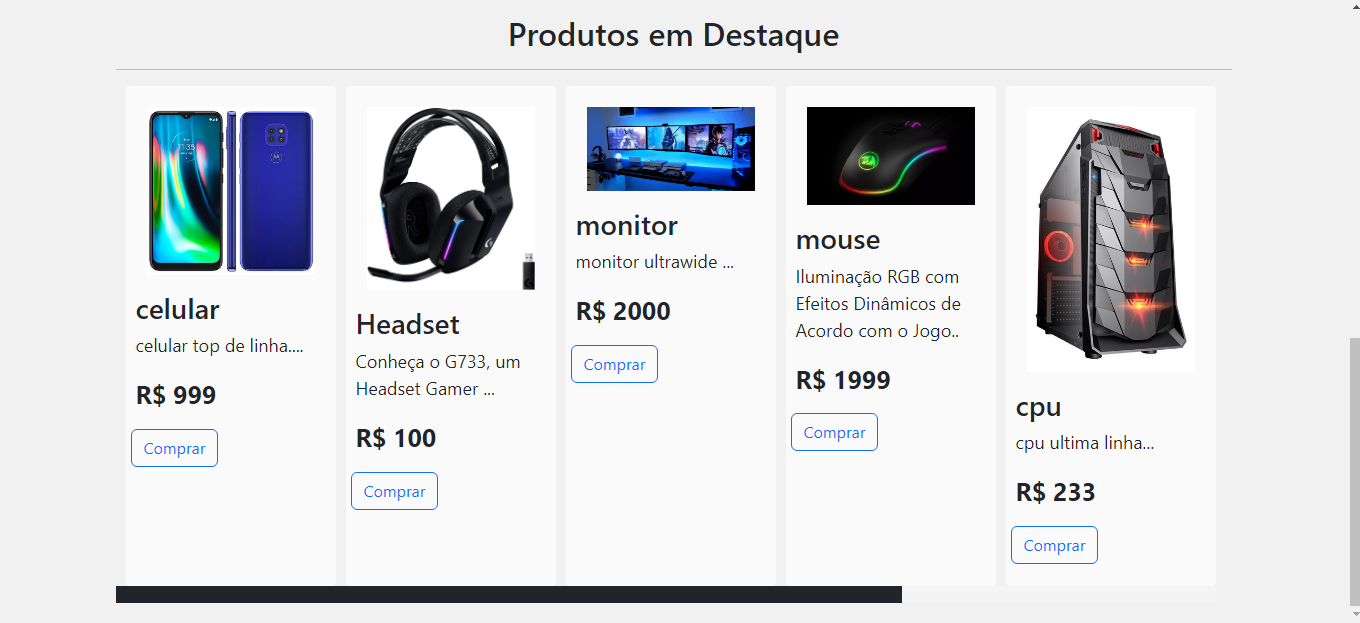 Produtos em Destaque
11:35
celular
celular top de linha....
R$ 999
Comprar
Headset
Conheça o G733, um
Headset Gamer ...
R$ 100
Comprar
monitor
monitor ultrawide ...
R$ 2000
Comprar
mouse
Iluminação RGB com
Efeitos Dinâmicos de
Acordo com o Jogo..
R$ 1999
Comprar
cpu
cpu ultima linha...
R$ 233
Comprar